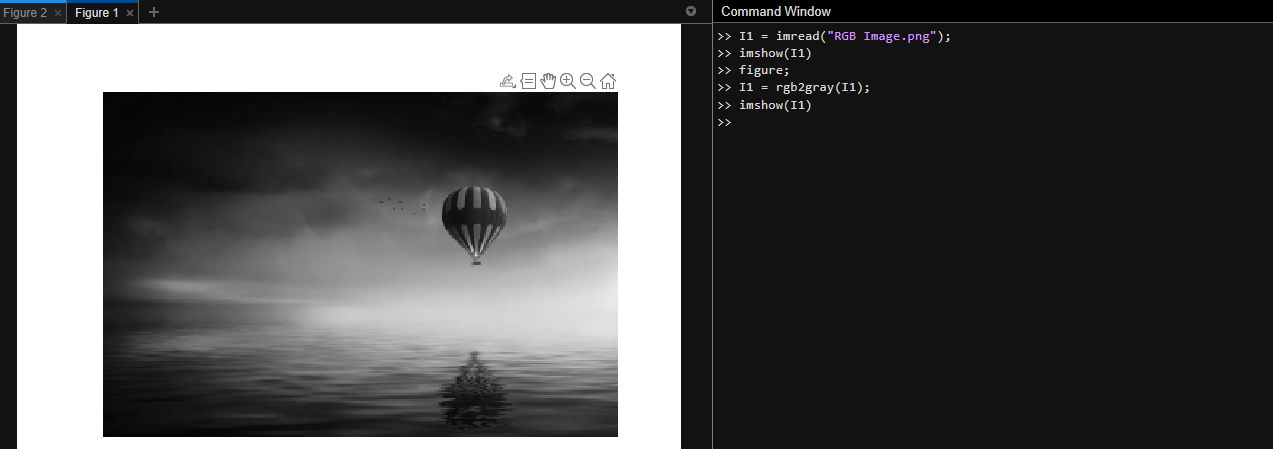 Figure 2 × Figure 1 × +
Command Window
>> I1 = imread("RGB Image.png");
>> imshow(I1)
>> figure;
>> I1 = rgb2gray(I1);
>> imshow(I1)
>>